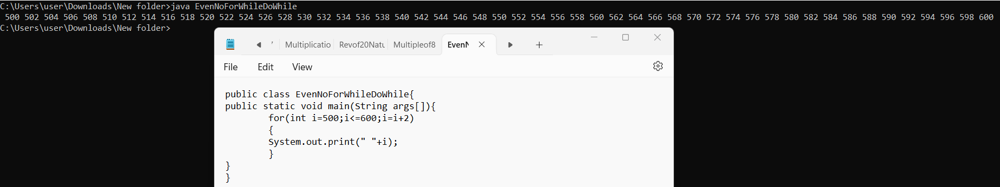 C:\Users\user\Downloads\New folder>java EvenNoForWhileDoWhile
 500 502 504 506 508 510 512 514 516 518 520 522 524 526 528 530 532 534 536 538 540 542 544 546 548 550 552 554 556 558 560 562 564 566 568 570 572 574 576 578 580 582 584 586 588 590 592 594 596 598 600
C:\Users\user\Downloads\New folder>
Multiplicatio Revof20Natu Multipleof8 EvenN
File Edit View
public class EvenNoForWhileDoWhile{
public static void main(String args[]){
        for(int i=500;i<=600;i=i+2)
        {
        System.out.print(" "+i);
        }
}
}